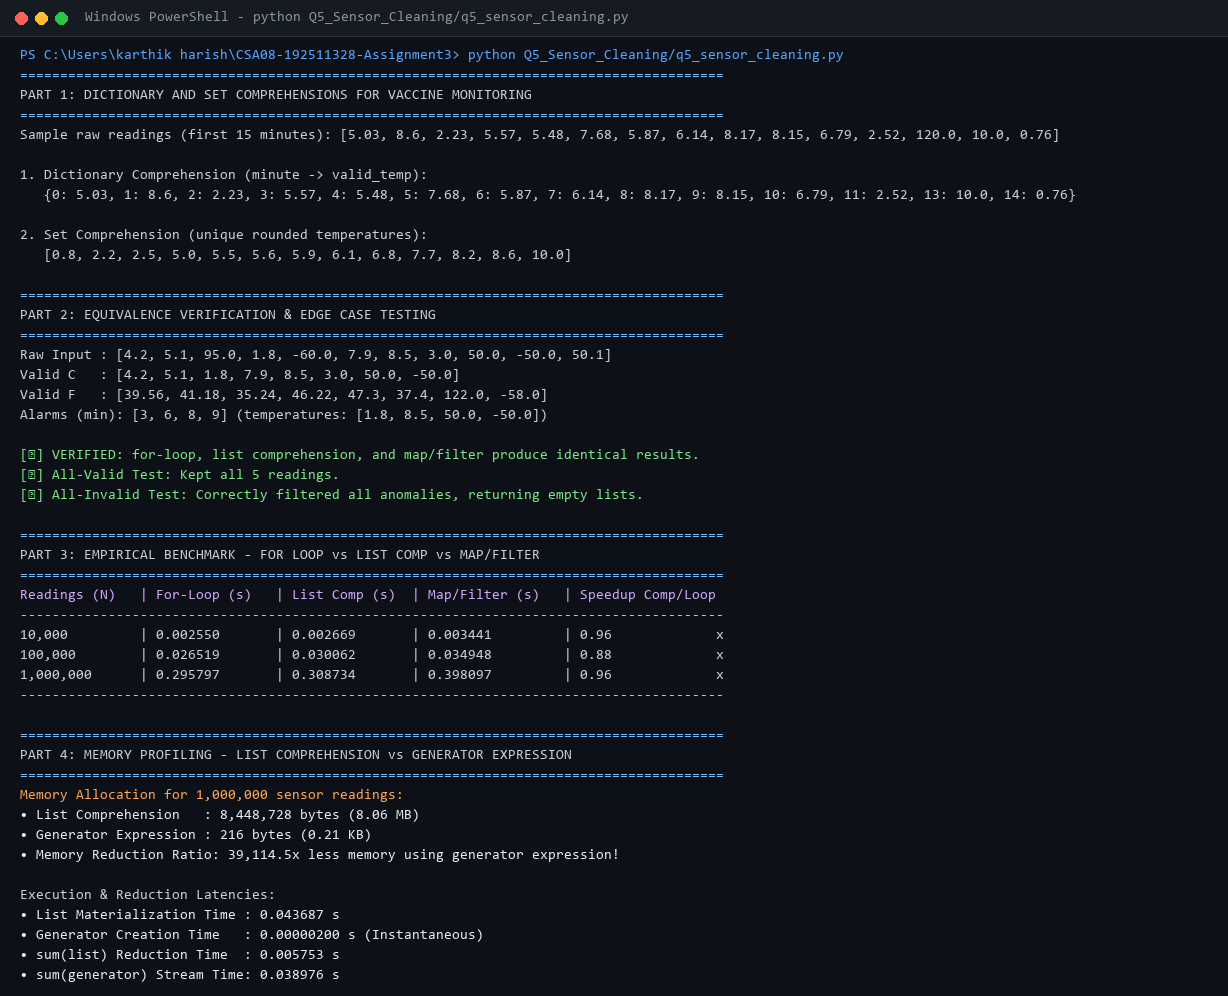 Windows PowerShell - python Q5_Sensor_Cleaning/q5_sensor_cleaning.py
PS C:\Users\karthik harish\CSA08-192511328-Assignment3> python Q5_Sensor_Cleaning/q5_sensor_cleaning.py
========================================================================================
PART 1: DICTIONARY AND SET COMPREHENSIONS FOR VACCINE MONITORING
========================================================================================
Sample raw readings (first 15 minutes): [5.03, 8.6, 2.23, 5.57, 5.48, 7.68, 5.87, 6.14, 8.17, 8.15, 6.79, 2.52, 120.0, 10.0, 0.76]
1. Dictionary Comprehension (minute -> valid_temp):
   {0: 5.03, 1: 8.6, 2: 2.23, 3: 5.57, 4: 5.48, 5: 7.68, 6: 5.87, 7: 6.14, 8: 8.17, 9: 8.15, 10: 6.79, 11: 2.52, 13: 10.0, 14: 0.76}
2. Set Comprehension (unique rounded temperatures):
   [0.8, 2.2, 2.5, 5.0, 5.5, 5.6, 5.9, 6.1, 6.8, 7.7, 8.2, 8.6, 10.0]
========================================================================================
PART 2: EQUIVALENCE VERIFICATION & EDGE CASE TESTING
========================================================================================
Raw Input : [4.2, 5.1, 95.0, 1.8, -60.0, 7.9, 8.5, 3.0, 50.0, -50.0, 50.1]
Valid C   : [4.2, 5.1, 1.8, 7.9, 8.5, 3.0, 50.0, -50.0]
Valid F   : [39.56, 41.18, 35.24, 46.22, 47.3, 37.4, 122.0, -58.0]
Alarms (min): [3, 6, 8, 9] (temperatures: [1.8, 8.5, 50.0, -50.0])
[] VERIFIED: for-loop, list comprehension, and map/filter produce identical results.
[] All-Valid Test: Kept all 5 readings.
[] All-Invalid Test: Correctly filtered all anomalies, returning empty lists.
========================================================================================
PART 3: EMPIRICAL BENCHMARK - FOR LOOP vs LIST COMP vs MAP/FILTER
========================================================================================
Readings (N)   | For-Loop (s)   | List Comp (s)  | Map/Filter (s)   | Speedup Comp/Loop
----------------------------------------------------------------------------------------
10,000         | 0.002550       | 0.002669       | 0.003441         | 0.96             x
100,000        | 0.026519       | 0.030062       | 0.034948         | 0.88             x
1,000,000      | 0.295797       | 0.308734       | 0.398097         | 0.96             x
----------------------------------------------------------------------------------------
========================================================================================
PART 4: MEMORY PROFILING - LIST COMPREHENSION vs GENERATOR EXPRESSION
========================================================================================
Memory Allocation for 1,000,000 sensor readings:
• List Comprehension   : 8,448,728 bytes (8.06 MB)
• Generator Expression : 216 bytes (0.21 KB)
• Memory Reduction Ratio: 39,114.5x less memory using generator expression!
Execution & Reduction Latencies:
• List Materialization Time : 0.043687 s
• Generator Creation Time   : 0.00000200 s (Instantaneous)
• sum(list) Reduction Time  : 0.005753 s
• sum(generator) Stream Time: 0.038976 s